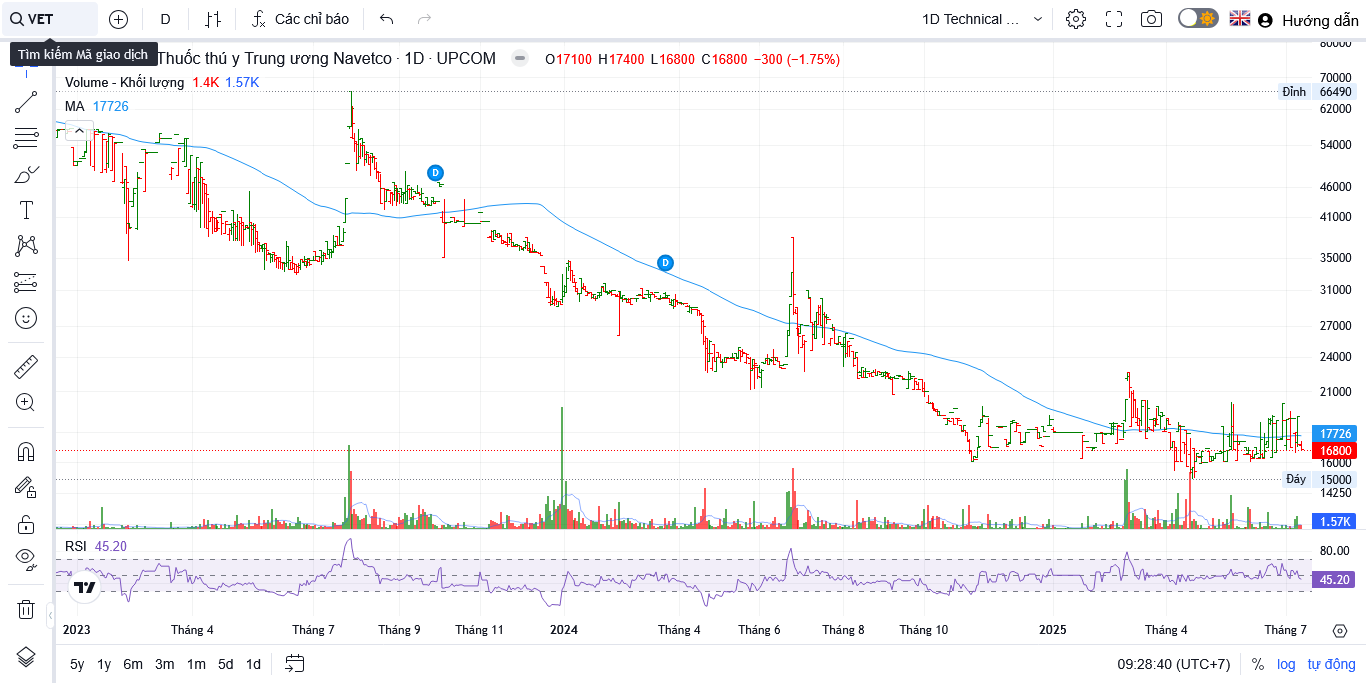 VET
D
Các chỉ báo
1D Technical ...
Hướng dẫn
Tìm kiếm Mã giao dịch
Thuốc thú y Trung ương Navetco · 1D · UPCOM
O17100 H17400 L16800 C16800 −300 (−1.75%)
Volume - Khối lượng 1.4K 1.57K
MA 17726
80000
70000
Đỉnh 66490
62000
54000
46000
41000
35000
31000
27000
24000
21000
17726
16800
16000
Đáy 15000
14250
1.57K
D
D
RSI 45.20
80.00
45.20
2023 Tháng 4 Tháng 7 Tháng 9 Tháng 11 2024 Tháng 4 Tháng 6 Tháng 8 Tháng 10 2025 Tháng 4 Tháng 7
5y 1y 6m 3m 1m 5d 1d
09:28:40 (UTC+7) % log tự động